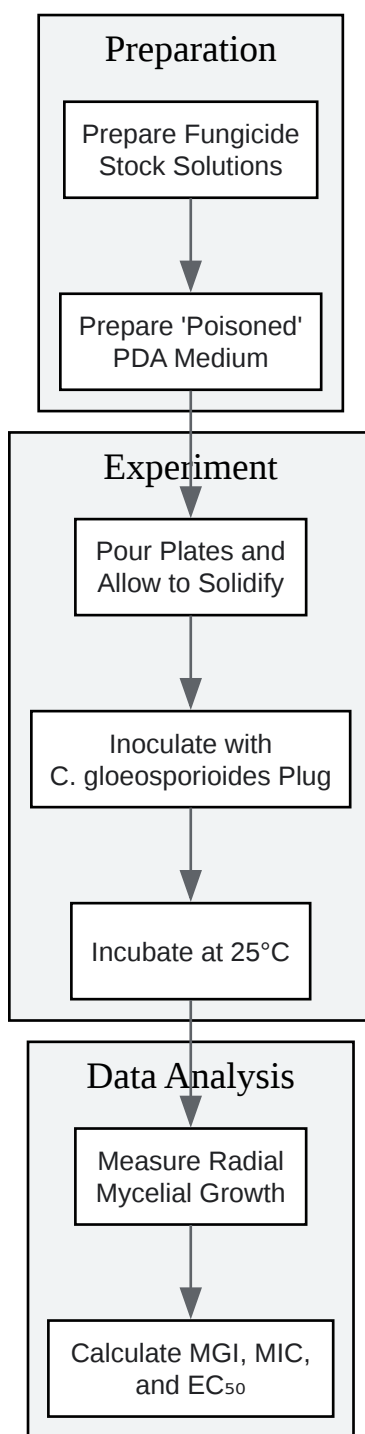 Preparation
Prepare Fungicide
Stock Solutions
Prepare 'Poisoned'
PDA Medium
Experiment
Pour Plates and
Allow to Solidify
Inoculate with
C. gloeosporioides Plug
Incubate at 25°C
Data Analysis
Measure Radial
Mycelial Growth
Calculate MGI, MIC,
and EC₅₀